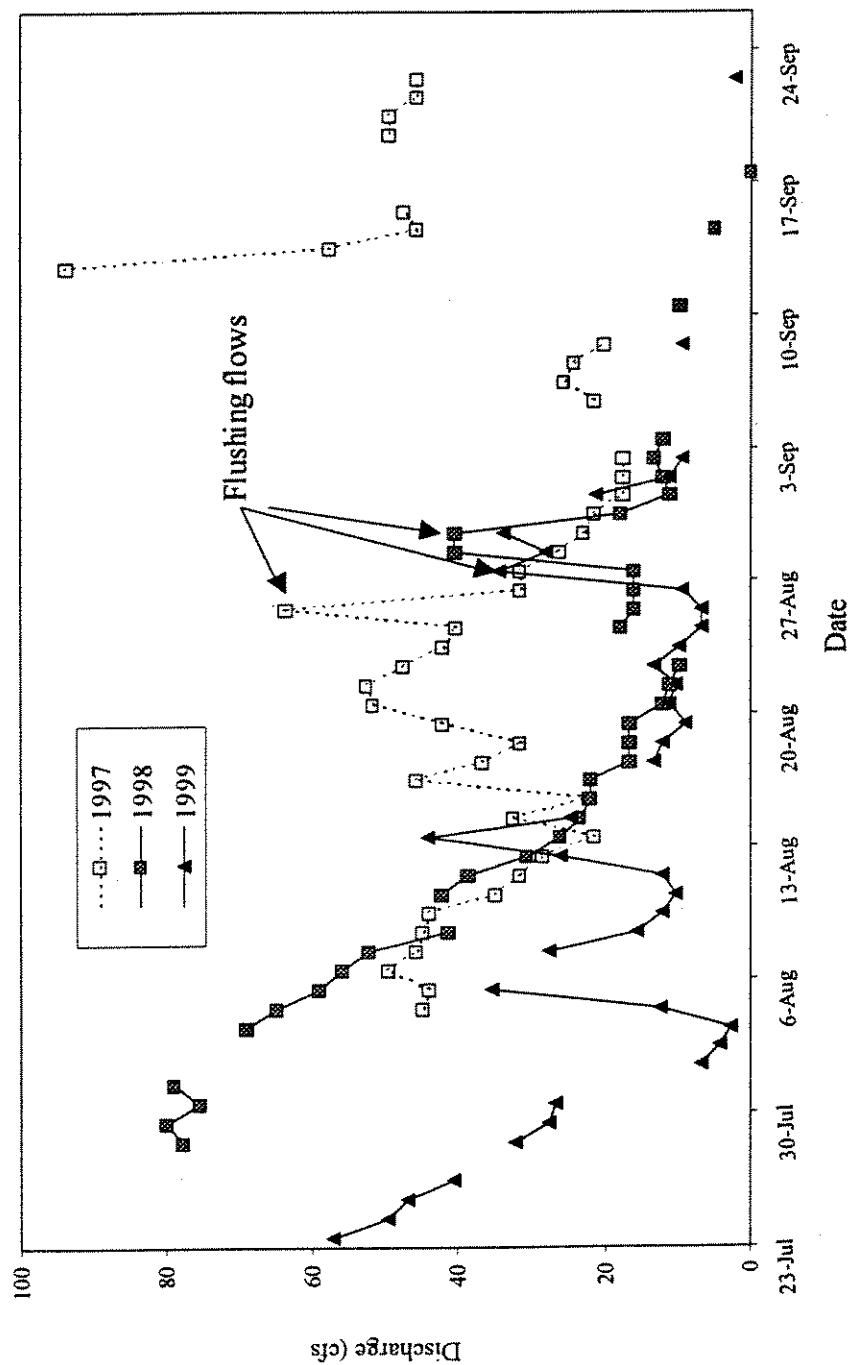 1997
1998
1999
Flushing flows
Discharge (cfs)
100
80
60
40
20
0
23-Jul
30-Jul
6-Aug
13-Aug
20-Aug
27-Aug
3-Sep
10-Sep
17-Sep
24-Sep
Date